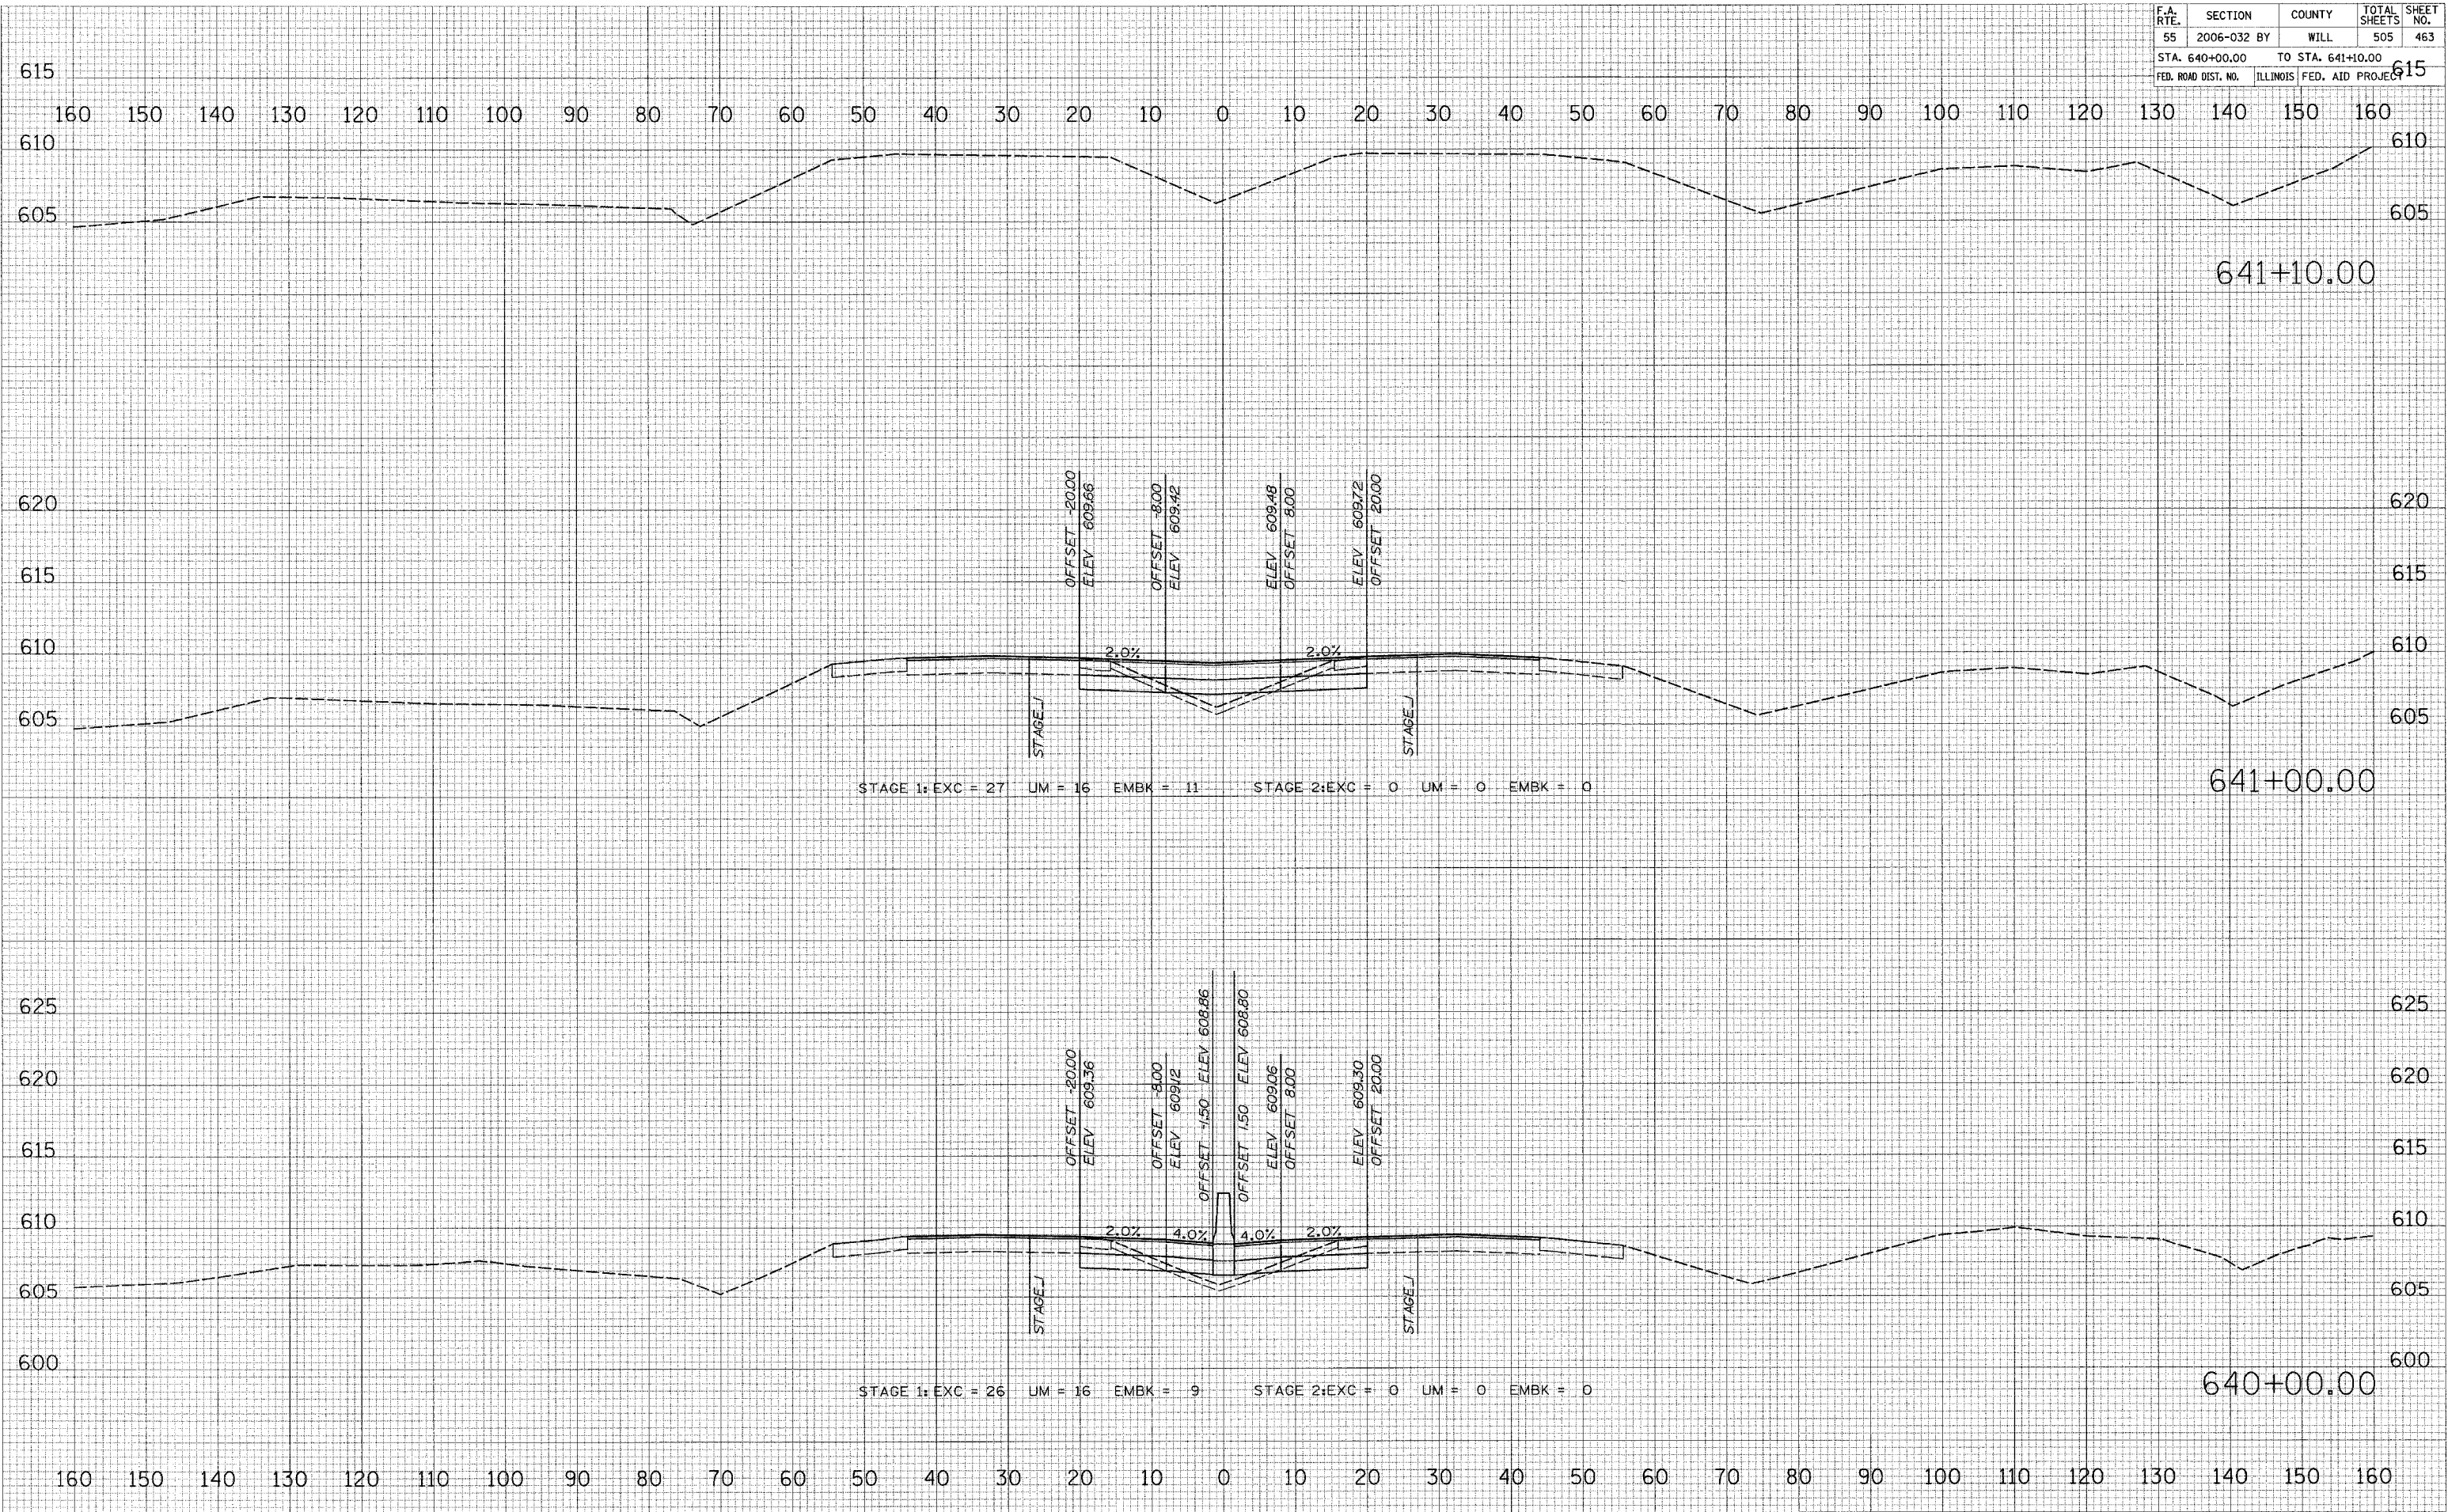 F.A. RTE. SECTION COUNTY TOTAL SHEETS SHEET NO.
55 2006-032 BY WILL 505 463
STA. 640+00.00 TO STA. 641+10.00
FED. ROAD DIST. NO. ILLINOIS FED. AID PROJECT
615 615
160 150 140 130 120 110 100 90 80 70 60 50 40 30 20 10 0 10 20 30 40 50 60 70 80 90 100 110 120 130 140 150 160
610 610
605 605
641+10.00
OFFSET -20.00
ELEV 609.66
OFFSET -8.00
ELEV 609.42
ELEV 609.48
OFFSET 8.00
ELEV 609.72
OFFSET 20.00
620 620
615 615
610 2.0% 2.0% 610
605 605
STAGE J STAGE J
641+00.00
STAGE 1: EXC = 27 UM = 16 EMBK = 11 STAGE 2:EXC = 0 UM = 0 EMBK = 0
OFFSET -20.00
ELEV 609.36
OFFSET -8.00
ELEV 609.12
OFFSET -1.50 ELEV 608.86
OFFSET 1.50 ELEV 608.80
ELEV 609.06
OFFSET 8.00
ELEV 609.30
OFFSET 20.00
625 625
620 620
615 615
610 2.0% 4.0% 4.0% 2.0% 610
605 605
STAGE J STAGE J
600 600
640+00.00
STAGE 1: EXC = 26 UM = 16 EMBK = 9 STAGE 2:EXC = 0 UM = 0 EMBK = 0
160 150 140 130 120 110 100 90 80 70 60 50 40 30 20 10 0 10 20 30 40 50 60 70 80 90 100 110 120 130 140 150 160